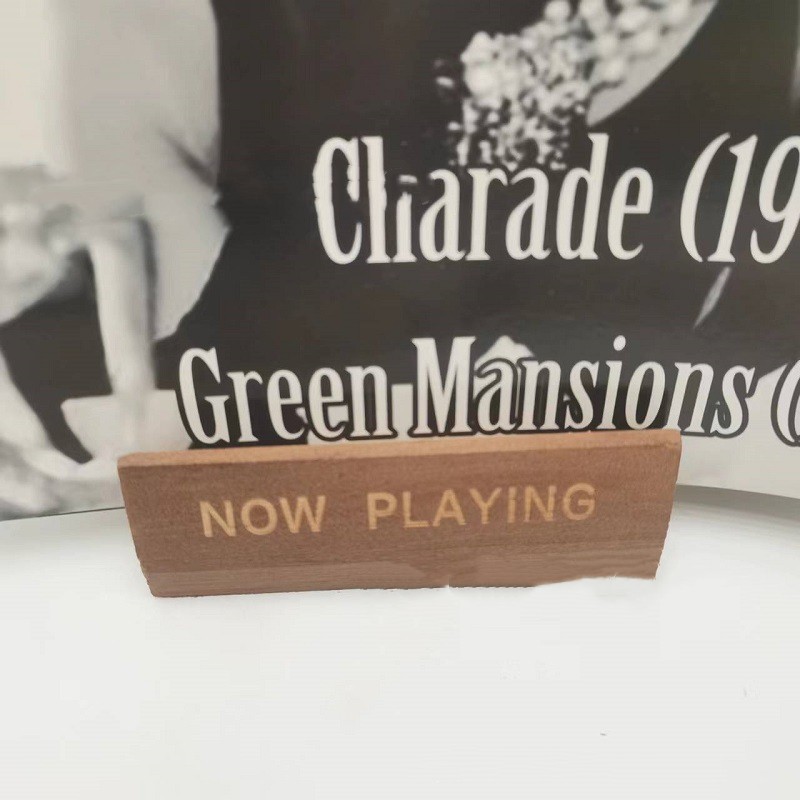 Charade (19
Green Mansions (
NOW PLAYING